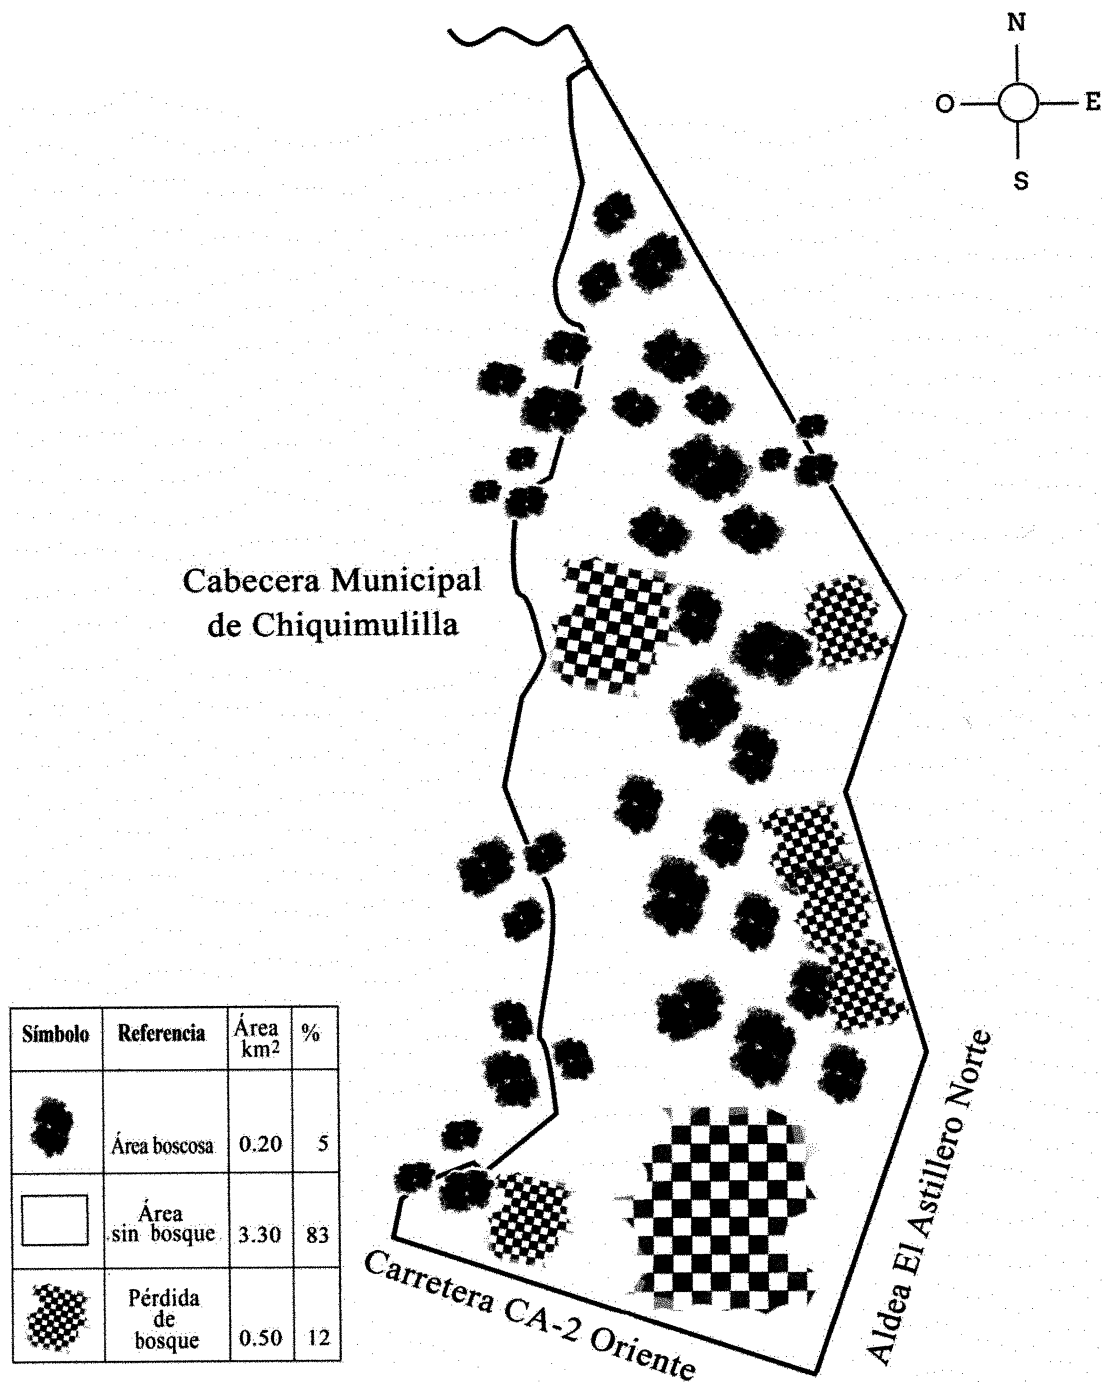 N
O E
S
Cabecera Municipal
de Chiquimulilla
Símbolo Referencia Área km² %
Área boscosa 0.20 5
Área
sin bosque 3.30 83
Pérdida
de
bosque 0.50 12
Carretera CA-2 Oriente
Aldea El Astillero Norte